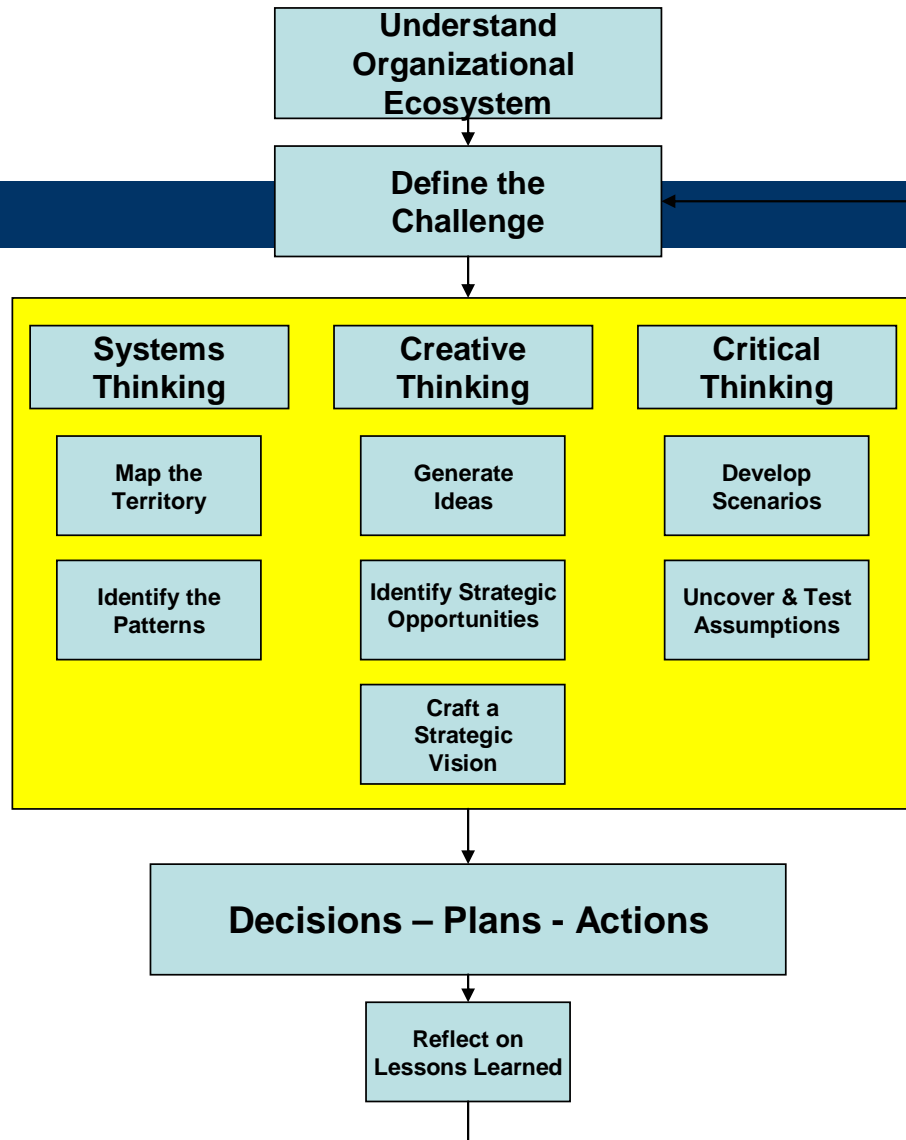 Understand
Organizational
Ecosystem
Define the
Challenge
Systems
Thinking
Creative
Thinking
Critical
Thinking
Map the
Territory
Generate
Ideas
Develop
Scenarios
Identify the
Patterns
Identify Strategic
Opportunities
Uncover & Test
Assumptions
Craft a
Strategic
Vision
Decisions – Plans - Actions
Reflect on
Lessons Learned